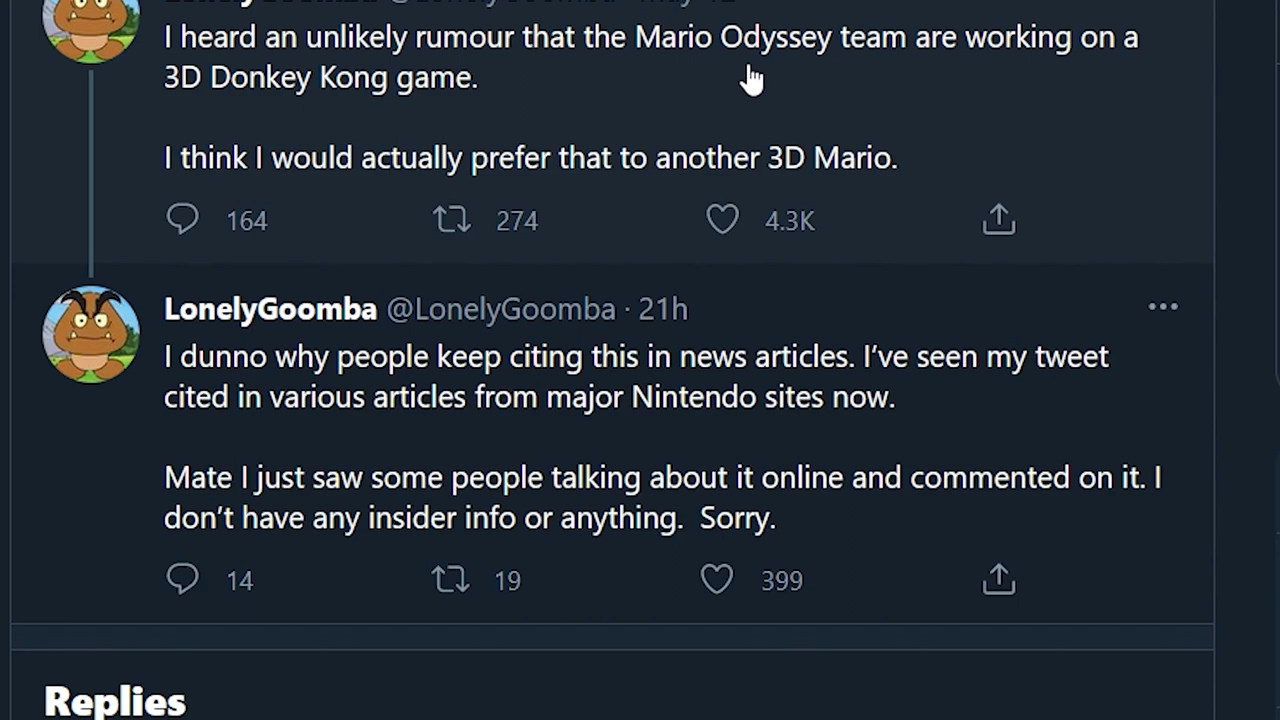 I heard an unlikely rumour that the Mario Odyssey team are working on a
3D Donkey Kong game.
I think I would actually prefer that to another 3D Mario.
164 274 4.3K
LonelyGoomba @LonelyGoomba · 21h
I dunno why people keep citing this in news articles. I’ve seen my tweet
cited in various articles from major Nintendo sites now.
Mate I just saw some people talking about it online and commented on it. I
don’t have any insider info or anything.  Sorry.
14 19 399
Replies